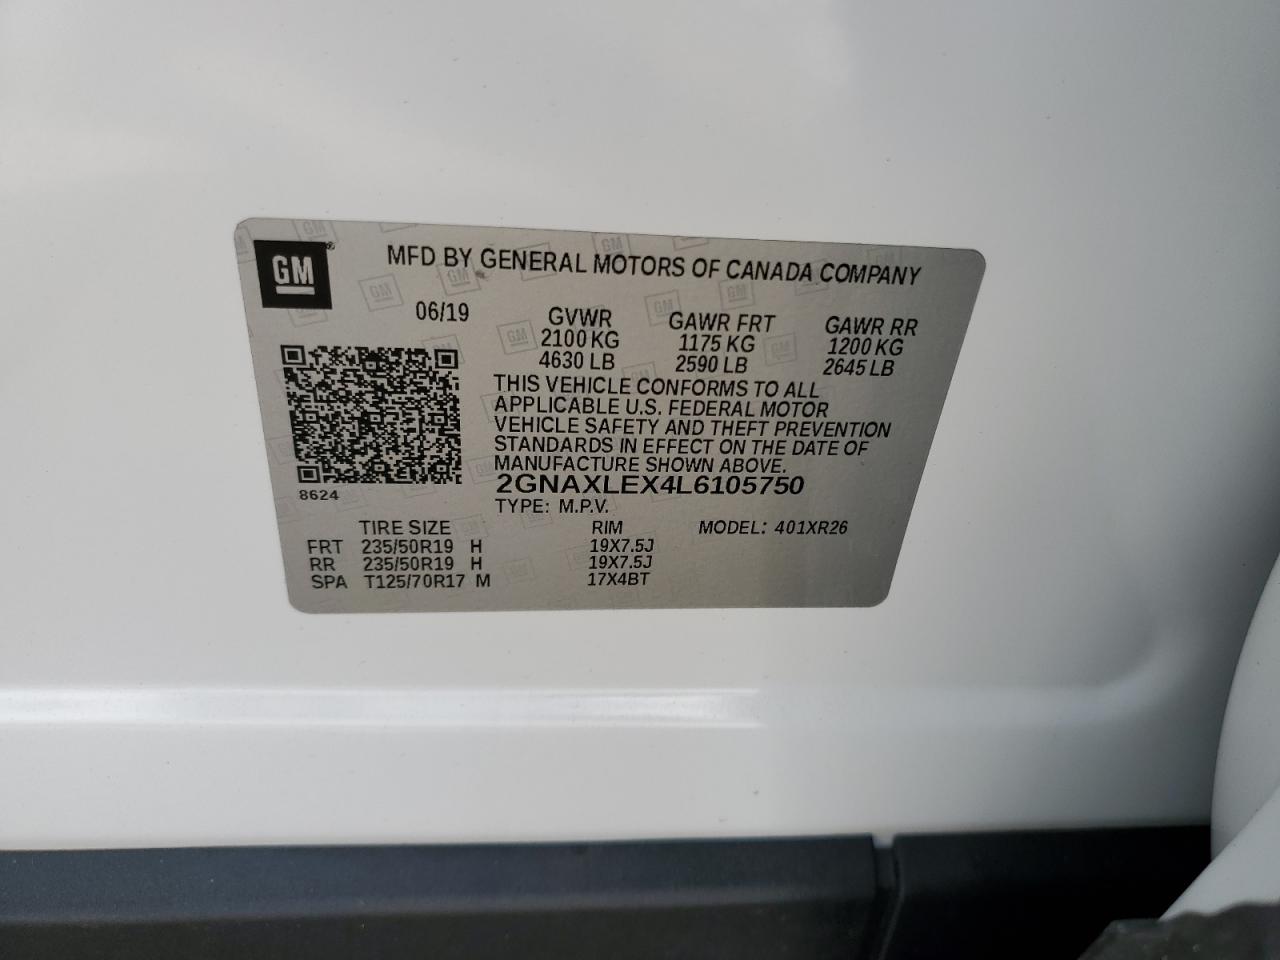 GM
MFD BY GENERAL MOTORS OF CANADA COMPANY
06/19
GVWR GAWR FRT GAWR RR
2100 KG 1175 KG 1200 KG
4630 LB 2590 LB 2645 LB
THIS VEHICLE CONFORMS TO ALL
APPLICABLE U.S. FEDERAL MOTOR
VEHICLE SAFETY AND THEFT PREVENTION
STANDARDS IN EFFECT ON THE DATE OF
MANUFACTURE SHOWN ABOVE.
2GNAXLEX4L6105750
8624
TYPE: M.P.V.
TIRE SIZE RIM MODEL: 401XR26
FRT 235/50R19 H 19X7.5J
RR 235/50R19 H 19X7.5J
SPA T125/70R17 M 17X4BT